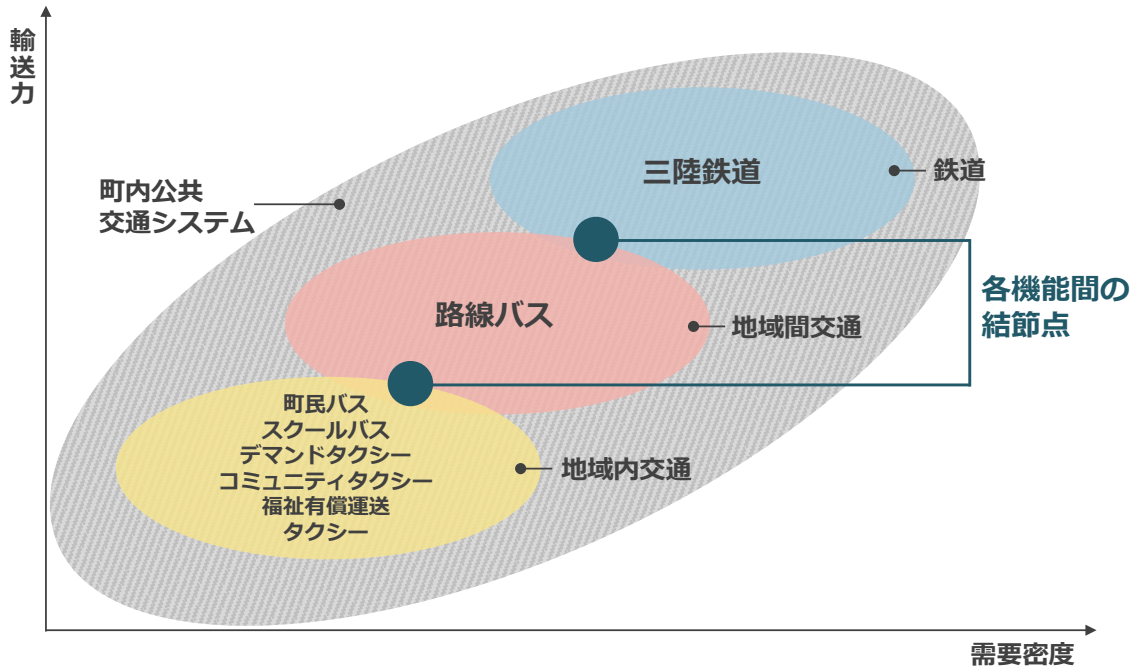 輸送力
三陸鉄道
鉄道
町内公共
交通システム
各機能間の
結節点
路線バス
地域間交通
町民バス
スクールバス
デマンドタクシー
コミュニティタクシー
福祉有償運送
タクシー
地域内交通
需要密度